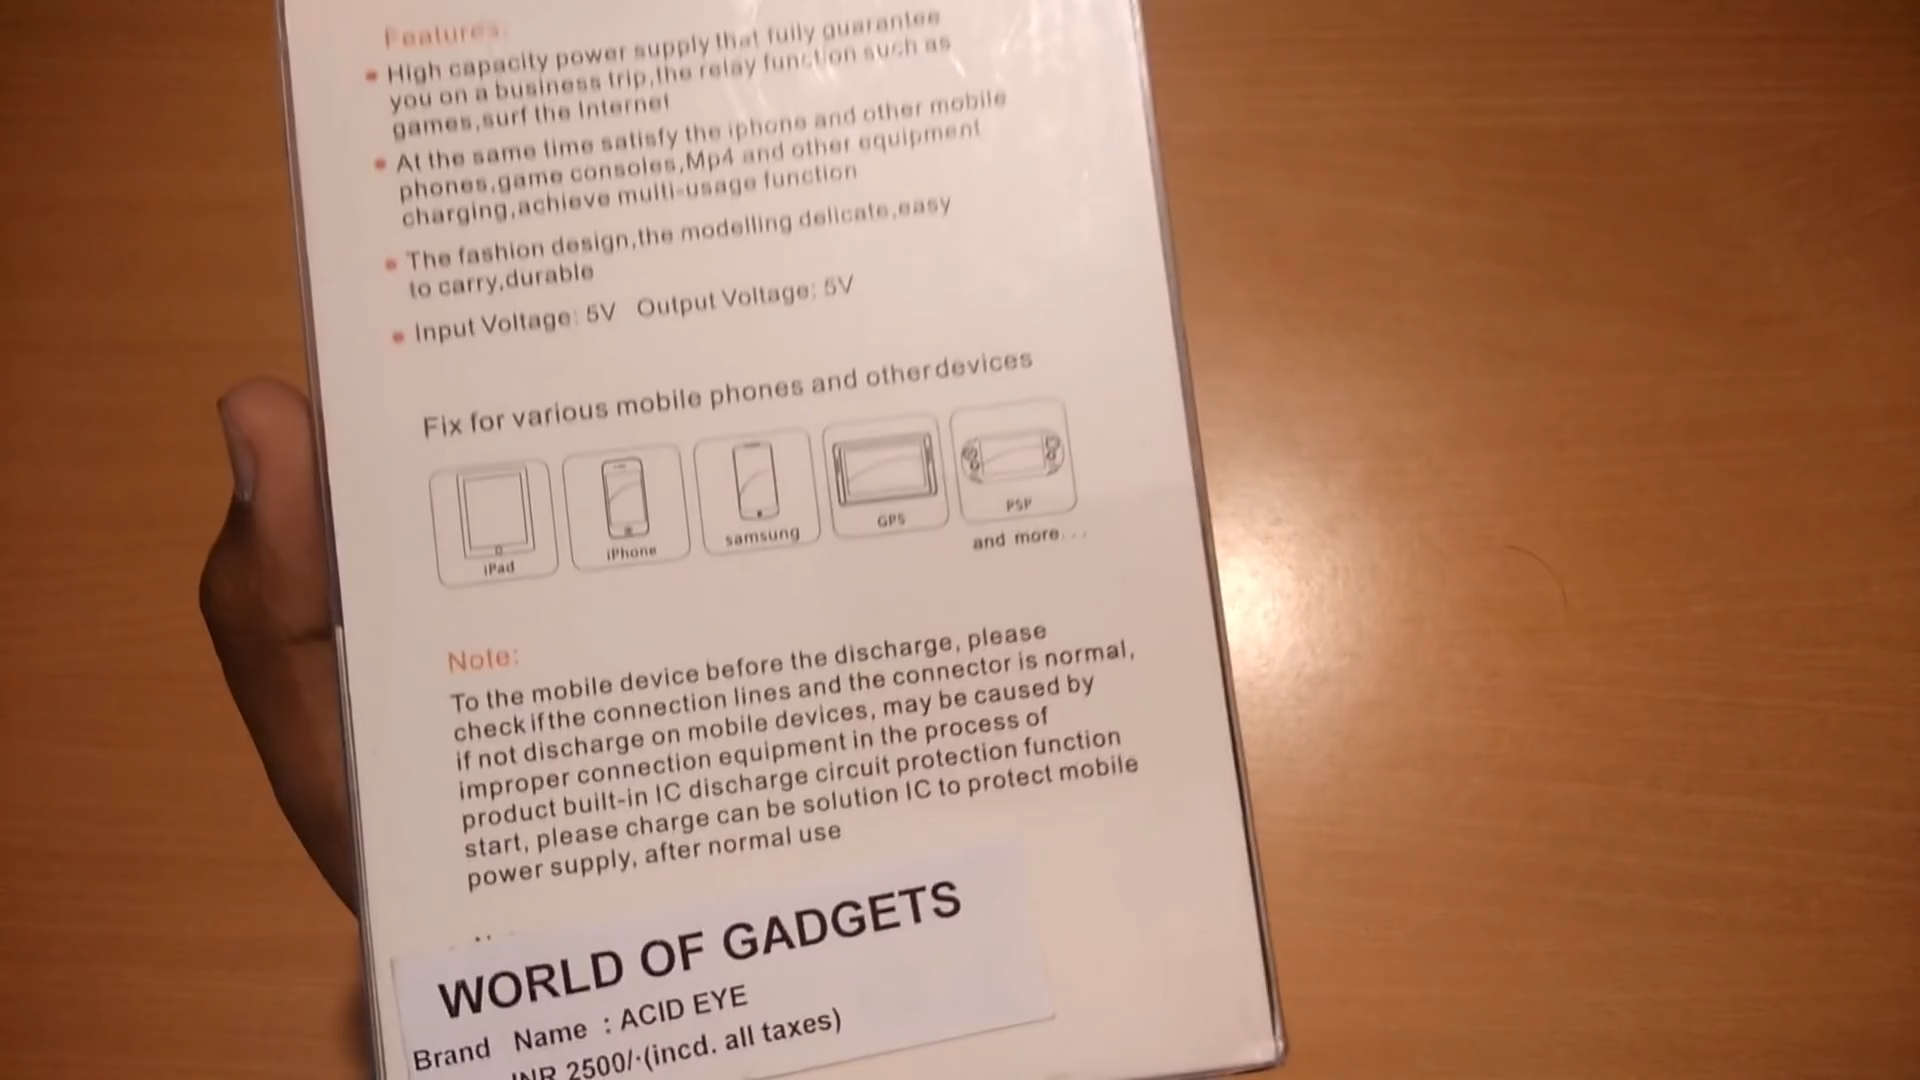 Features:
• High capacity power supply that fully guarantee
you on a business trip,the relay function such as
games,surf the Internet
• At the same time satisfy the iphone and other mobile
phones,game consoles,Mp4 and other equipment
charging,achieve multi-usage function
• The fashion design,the modelling delicate,easy
to carry,durable
• Input Voltage: 5V Output Voltage: 5V
Fix for various mobile phones and other devices
iPad
iPhone
samsung
GPS
PSP
and more...
Note:
To the mobile device before the discharge, please
check if the connection lines and the connector is normal,
if not discharge on mobile devices, may be caused by
improper connection equipment in the process of
product built-in IC discharge circuit protection function
start, please charge can be solution IC to protect mobile
power supply, after normal use
WORLD OF GADGETS
Brand Name : ACID EYE
INR 2500/-(incd. all taxes)